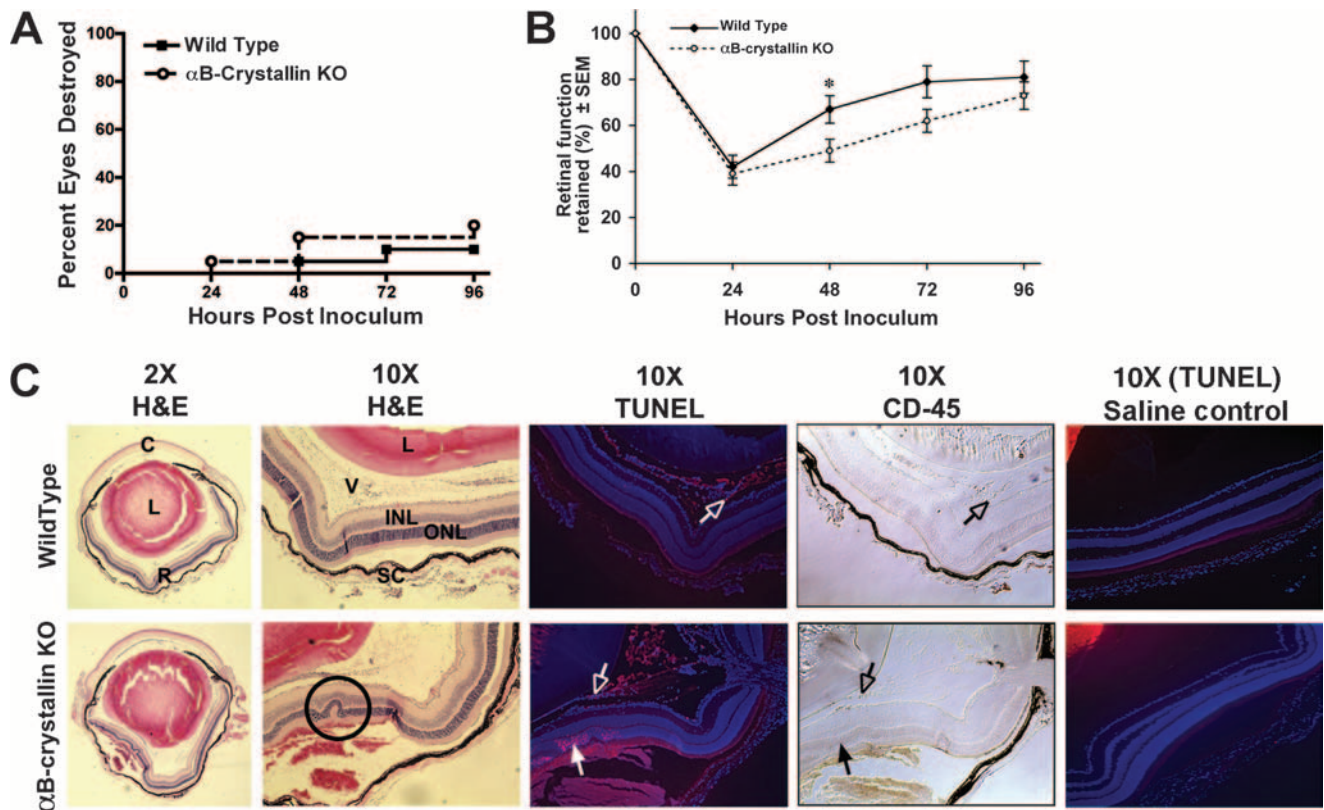 A
Percent Eyes Destroyed
100
80
60
40
20
0
Wild Type
αB-Crystallin KO
0 24 48 72 96
Hours Post Inoculum
B
Retinal function
retained (%) ± SEM
100
80
60
40
20
0
Wild Type
αB-crystallin KO
*
0 24 48 72 96
Hours Post Inoculum
C
2X
H&E
10X
H&E
10X
TUNEL
10X
CD-45
10X (TUNEL)
Saline control
WildType
C
L
R
L
V
INL
ONL
SC
αB-crystallin KO